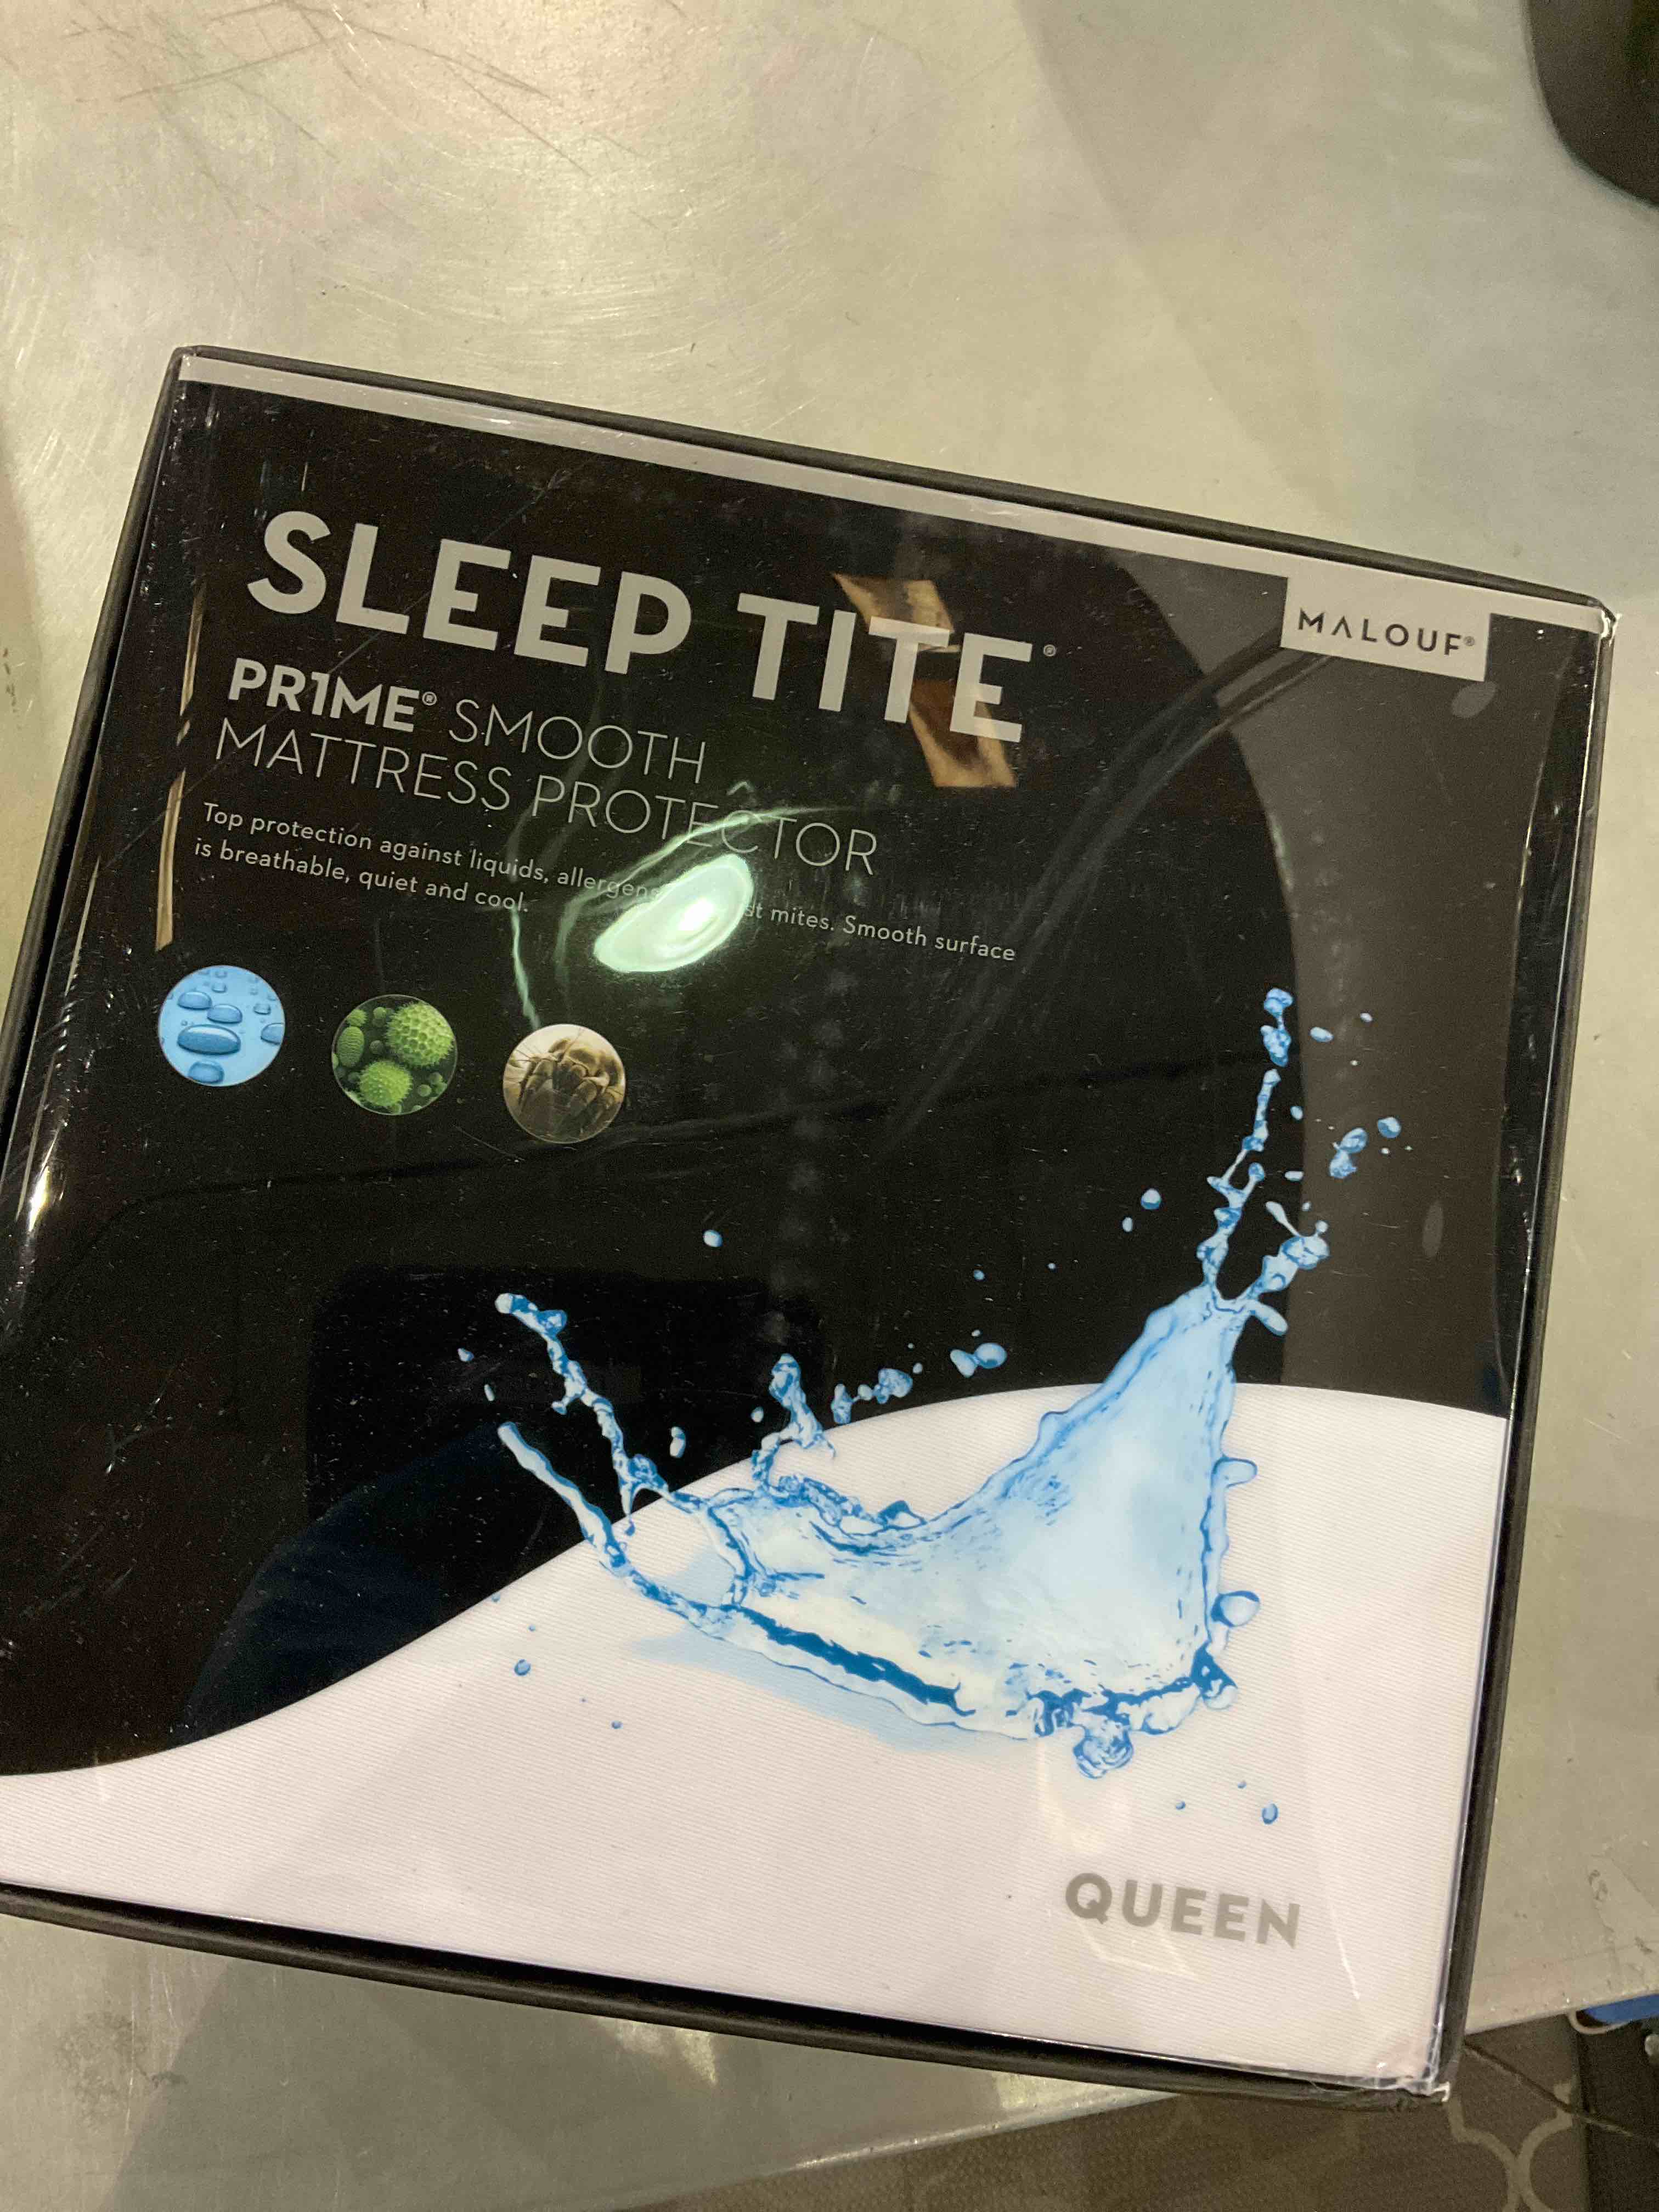 MALOUF®
SLEEP TITE®
PR1ME® SMOOTH
MATTRESS PROTECTOR
Top protection against liquids, allergens st mites. Smooth surface
is breathable, quiet and cool.
QUEEN